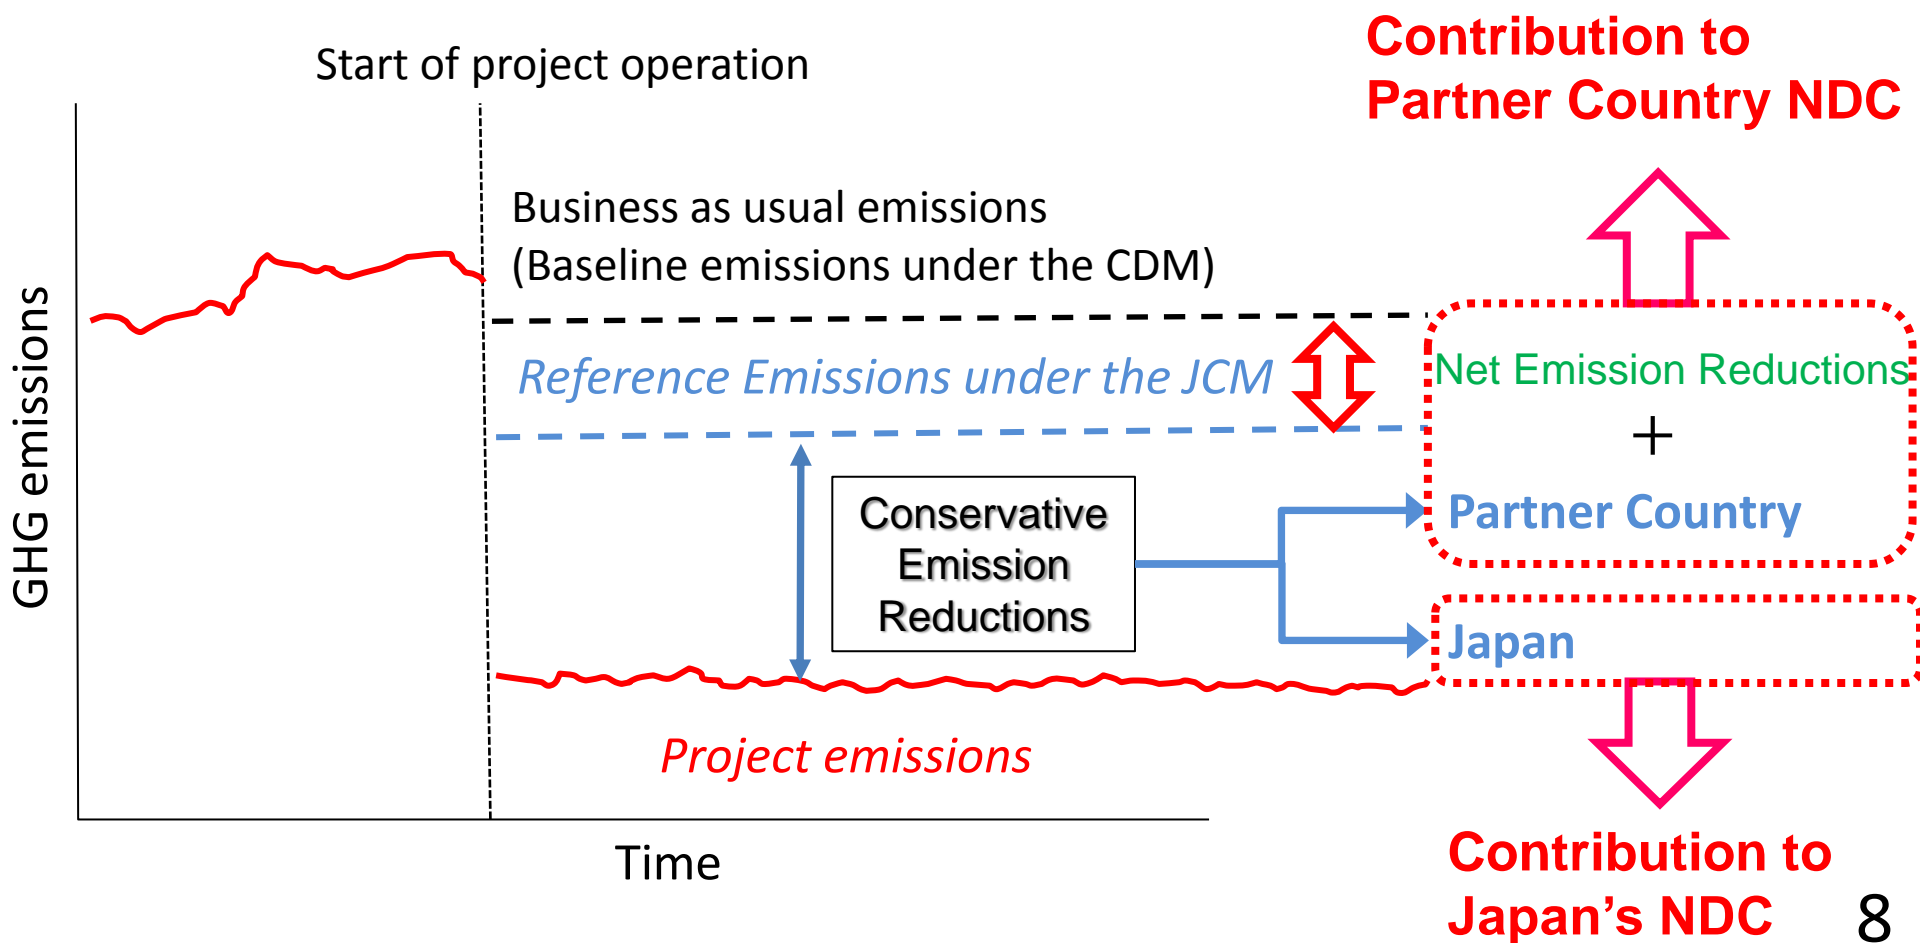 Contribution to
Partner Country NDC
Start of project operation
Business as usual emissions
(Baseline emissions under the CDM)
GHG emissions
Reference Emissions under the JCM
Net Emission Reductions
+
Conservative
Emission
Reductions
Partner Country
Japan
Project emissions
Time
Contribution to
Japan’s NDC
8